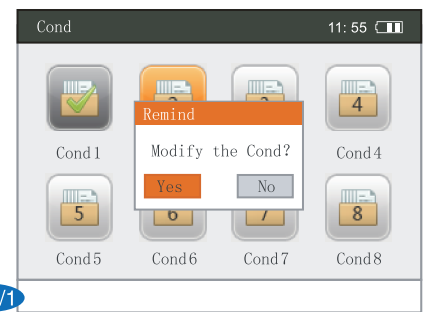 Cond 11:55
Remind
4
Modify the Cond?
Cond1 Cond4
Yes No
5 6 7 8
Cond5 Cond6 Cond7 Cond8
/1